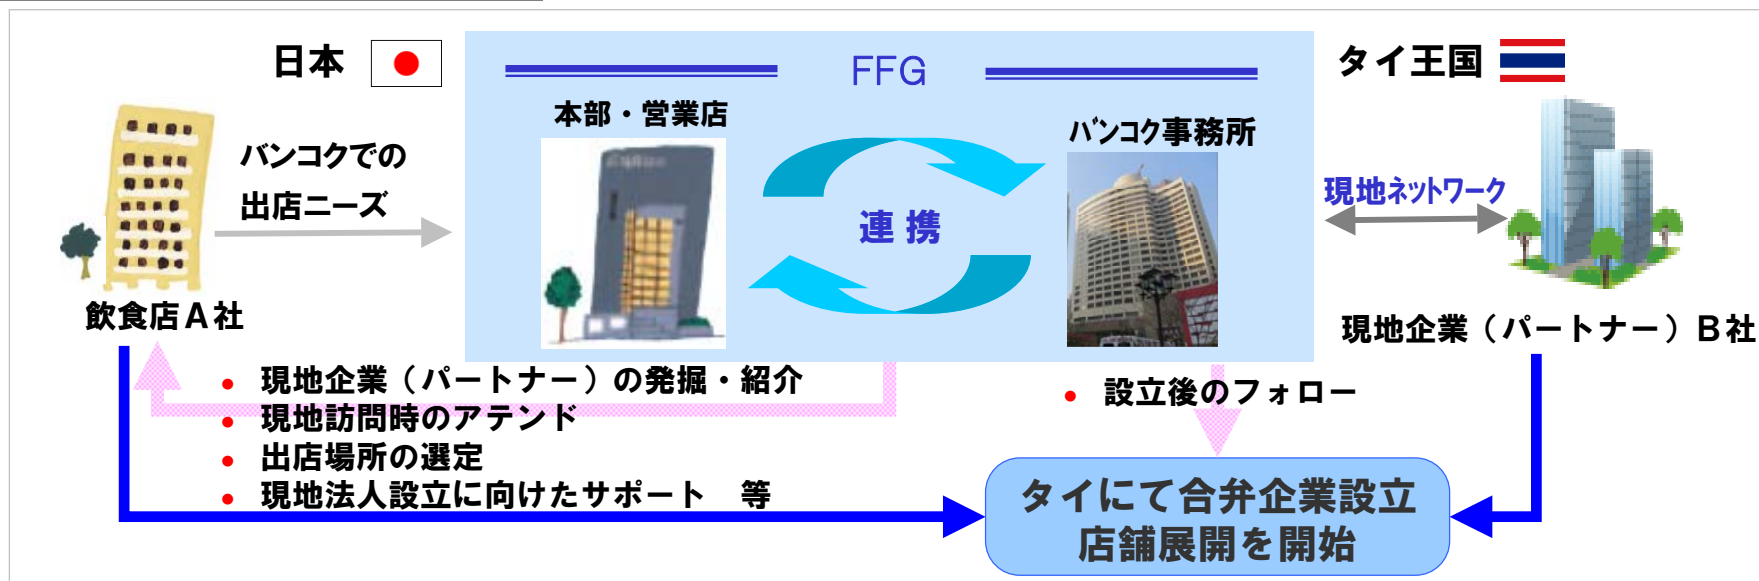 日本
FFG
タイ王国
本部・営業店
バンコク事務所
バンコクでの
出店ニーズ
連携
現地ネットワーク
飲食店A社
現地企業（パートナー）B社
● 現地企業（パートナー）の発掘・紹介
● 現地訪問時のアテンド
● 出店場所の選定
● 現地法人設立に向けたサポート　等
● 設立後のフォロー
タイにて合弁企業設立
店舗展開を開始